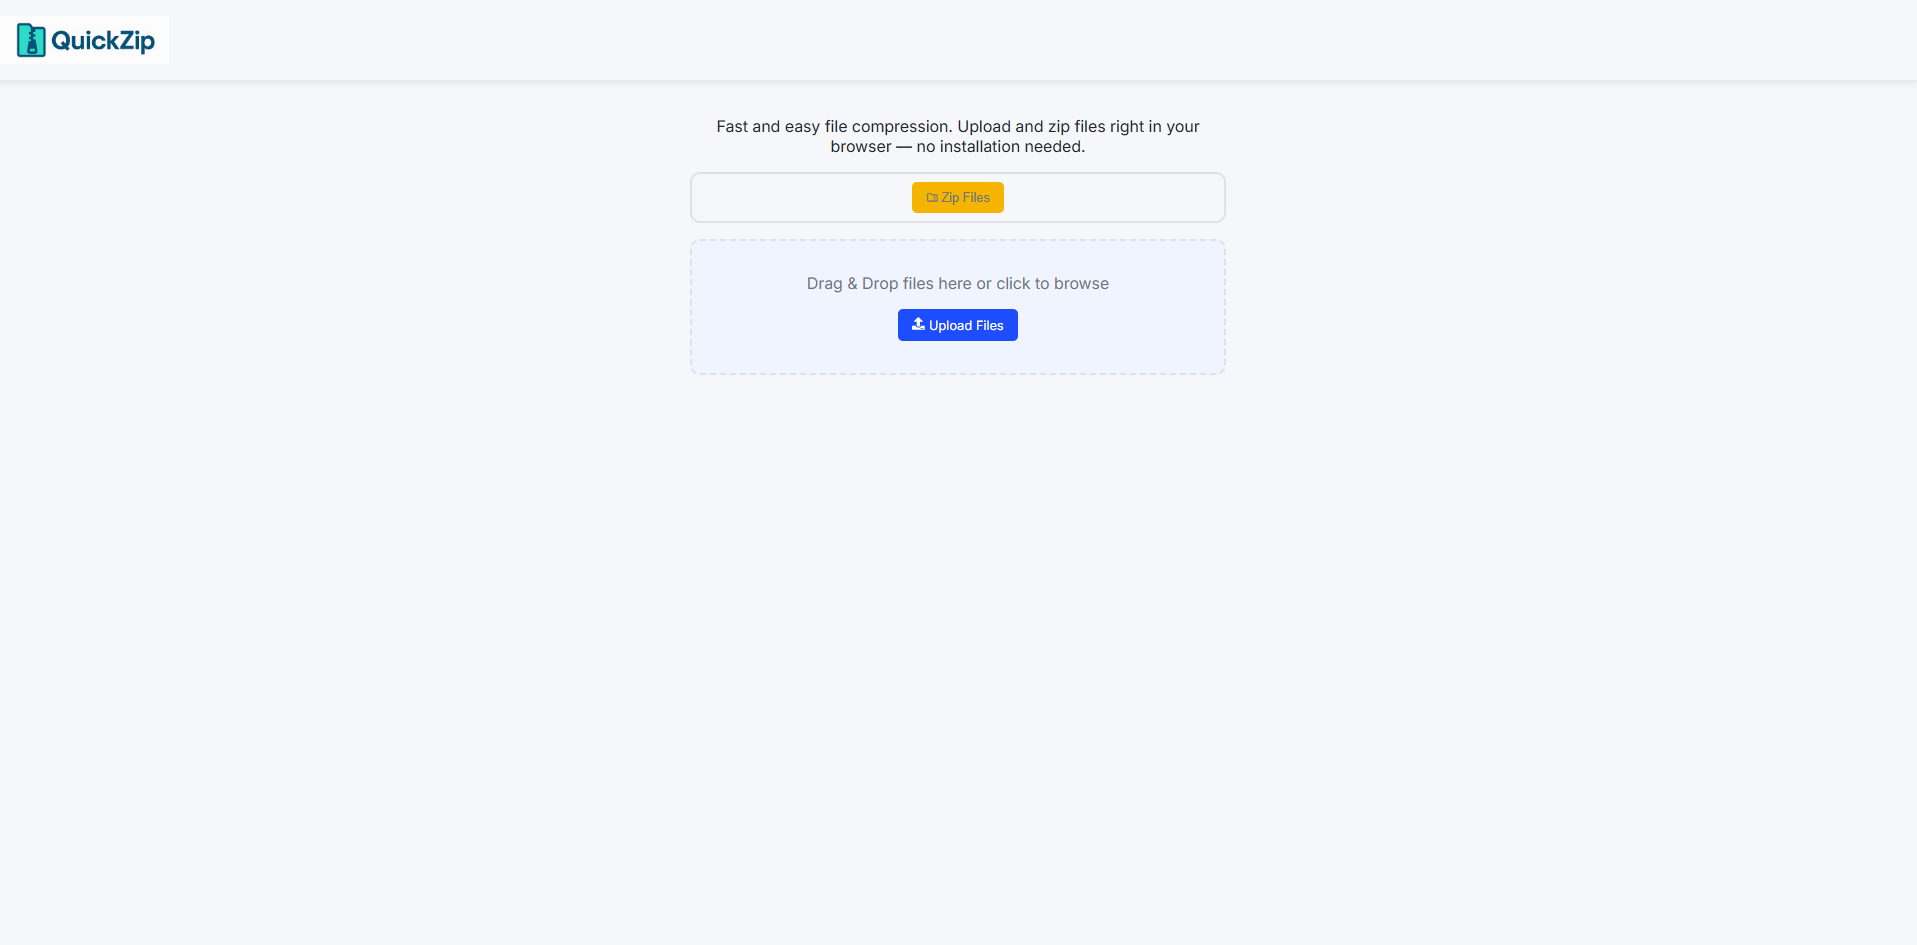 QuickZip
Fast and easy file compression. Upload and zip files right in your
browser — no installation needed.
Zip Files
Drag & Drop files here or click to browse
Upload Files